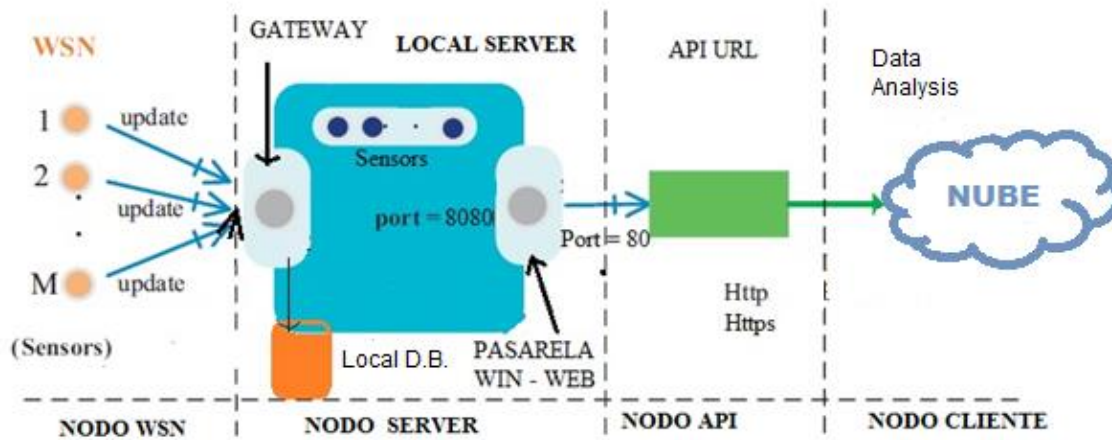 WSN
1
update
2
update
M
update
(Sensors)
NODO WSN
GATEWAY
LOCAL SERVER
Sensors
port = 8080
Local D.B.
PASARELA
WIN - WEB
NODO SERVER
API URL
Port = 80
Http
Https
NODO API
Data
Analysis
NUBE
NODO CLIENTE